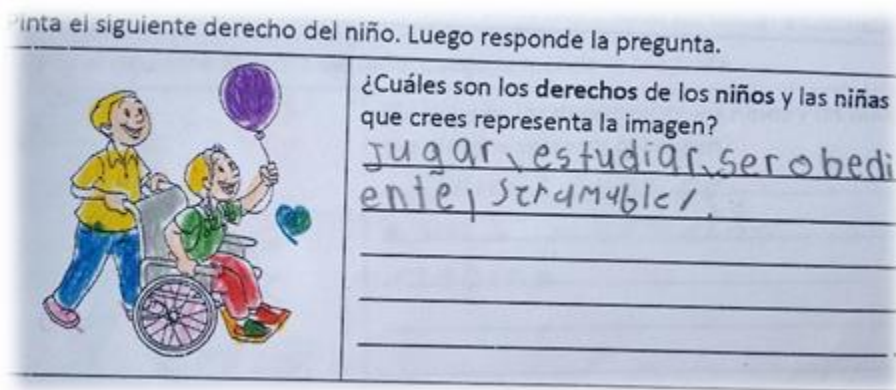 Pinta el siguiente derecho del niño. Luego responde la pregunta.
¿Cuáles son los derechos de los niños y las niñas
que crees representa la imagen?
Jugar, estudiar, ser obedi
ente, ser amable,